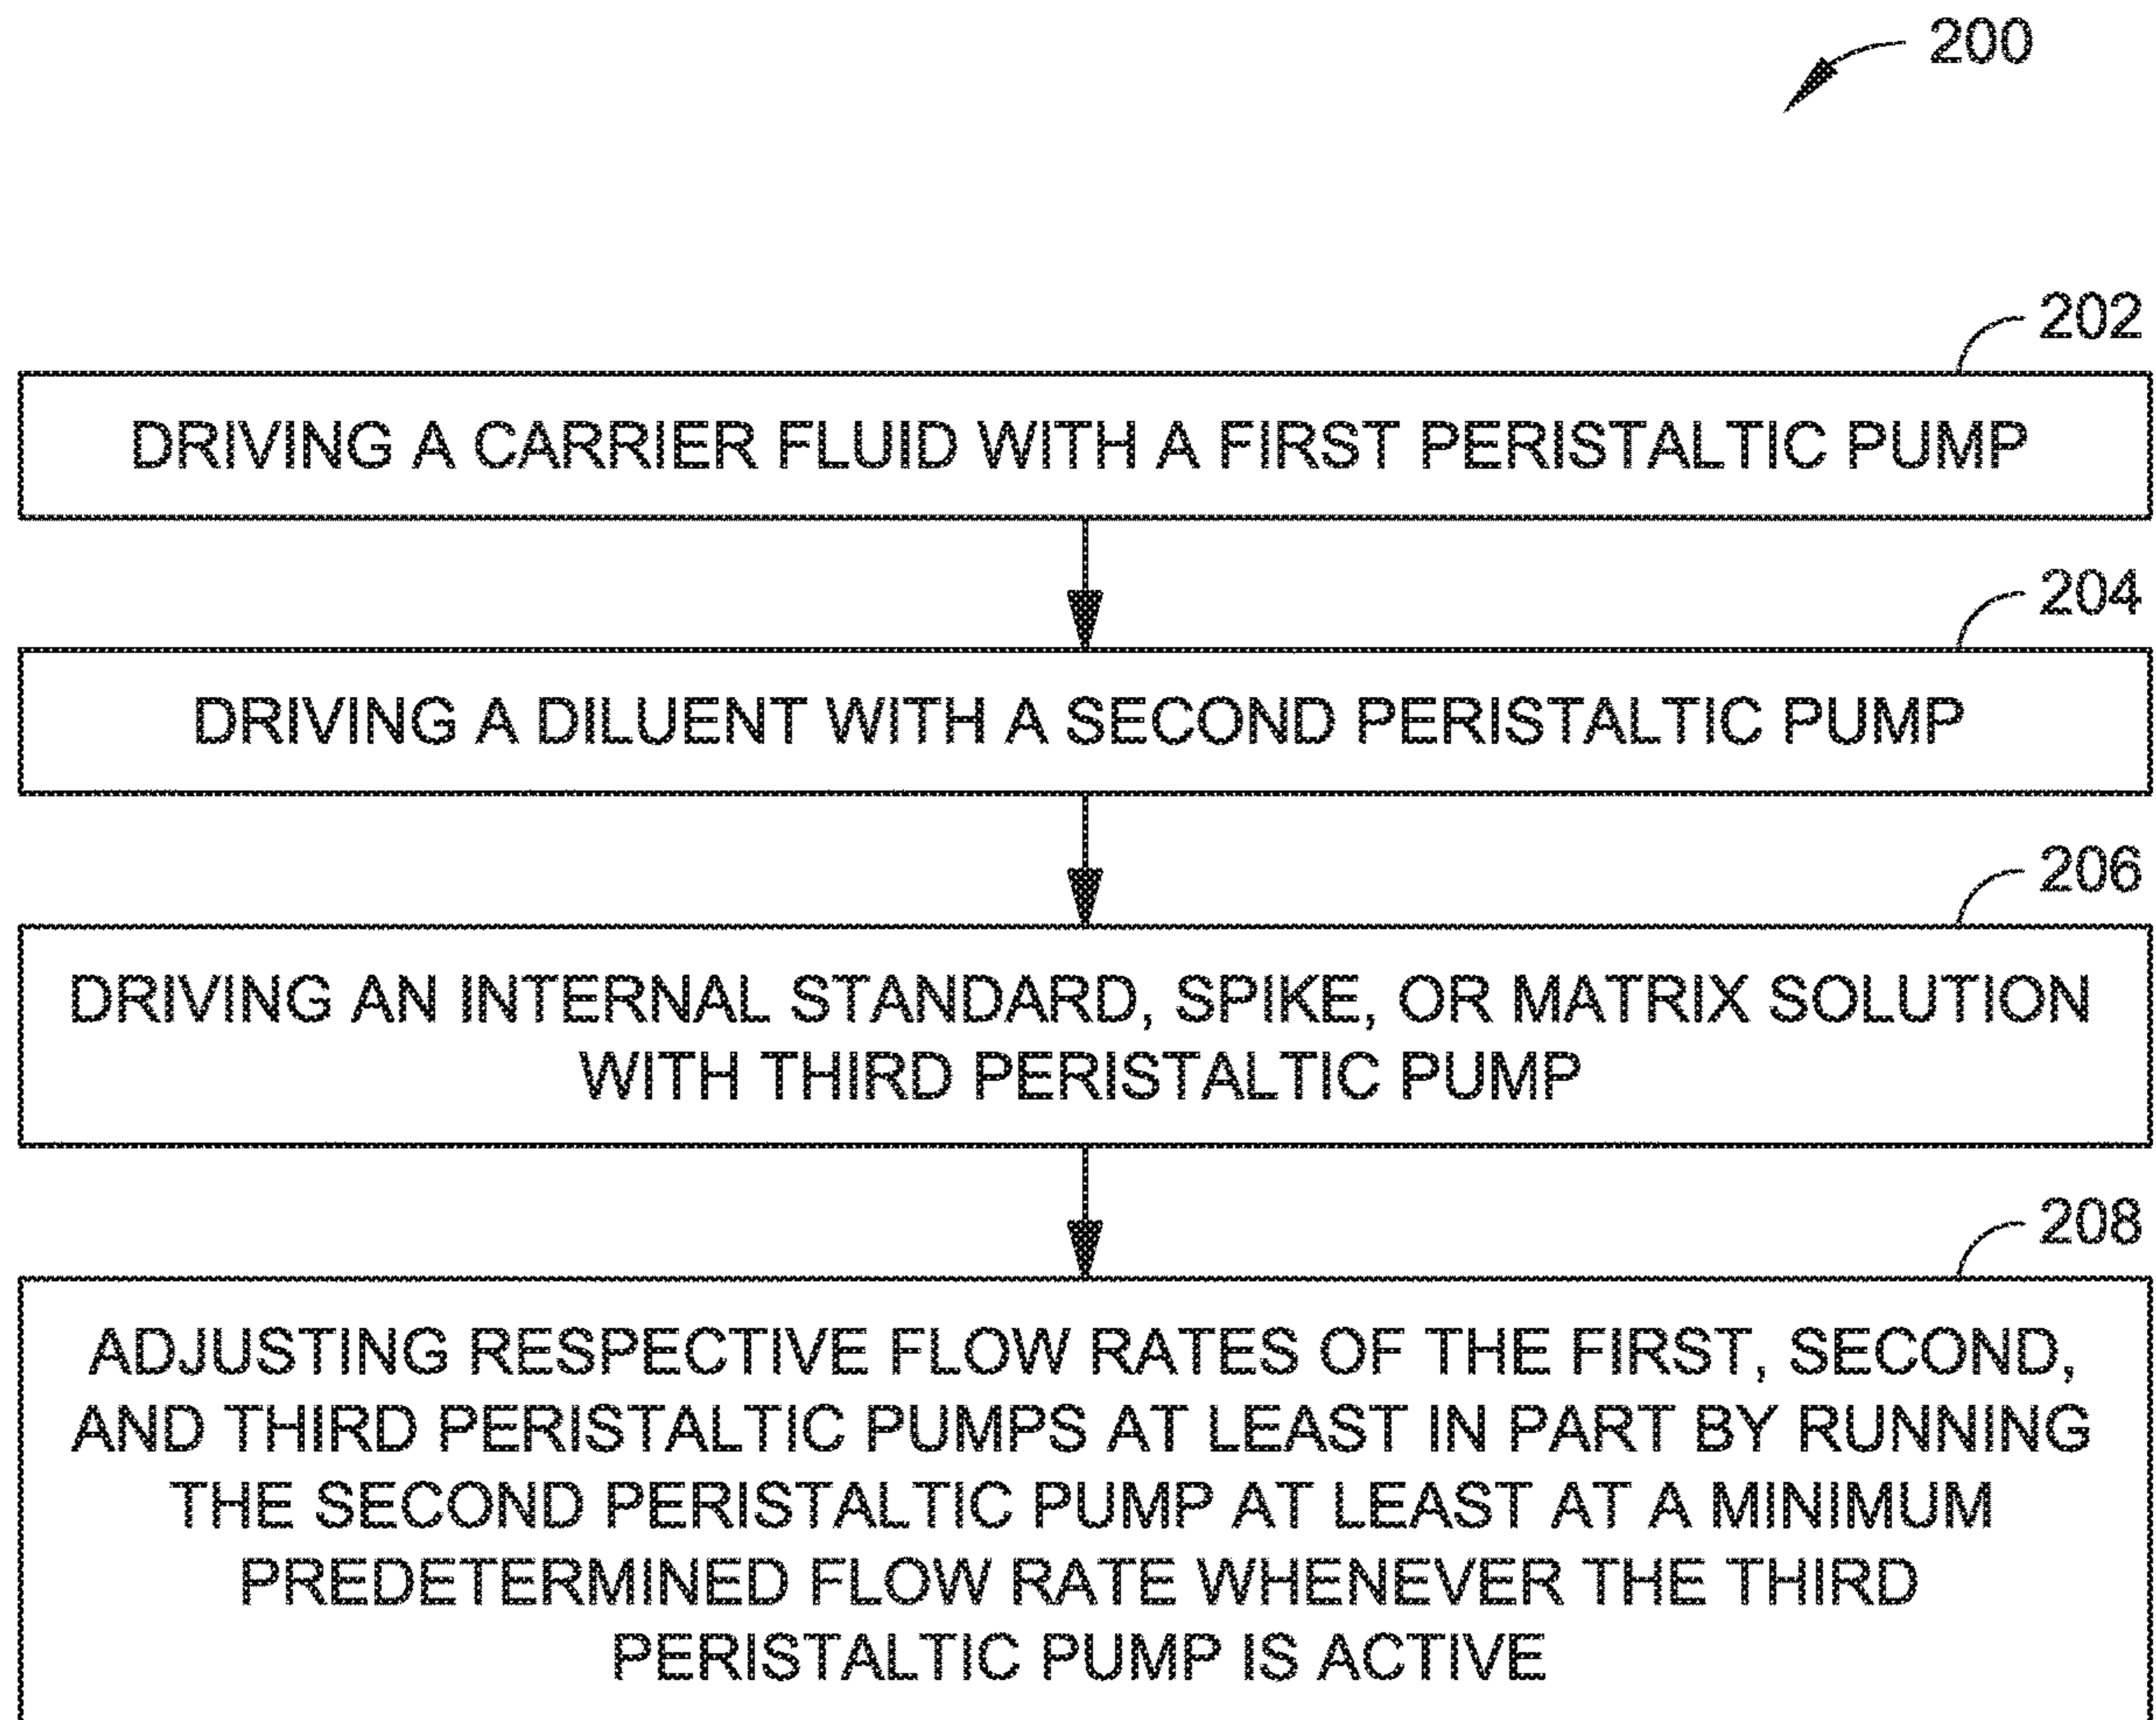 200
202
DRIVING A CARRIER FLUID WITH A FIRST PERISTALTIC PUMP
204
DRIVING A DILUENT WITH A SECOND PERISTALTIC PUMP
206
DRIVING AN INTERNAL STANDARD, SPIKE, OR MATRIX SOLUTION
WITH THIRD PERISTALTIC PUMP
208
ADJUSTING RESPECTIVE FLOW RATES OF THE FIRST, SECOND,
AND THIRD PERISTALTIC PUMPS AT LEAST IN PART BY RUNNING
THE SECOND PERISTALTIC PUMP AT LEAST AT A MINIMUM
PREDETERMINED FLOW RATE WHENEVER THE THIRD
PERISTALTIC PUMP IS ACTIVE